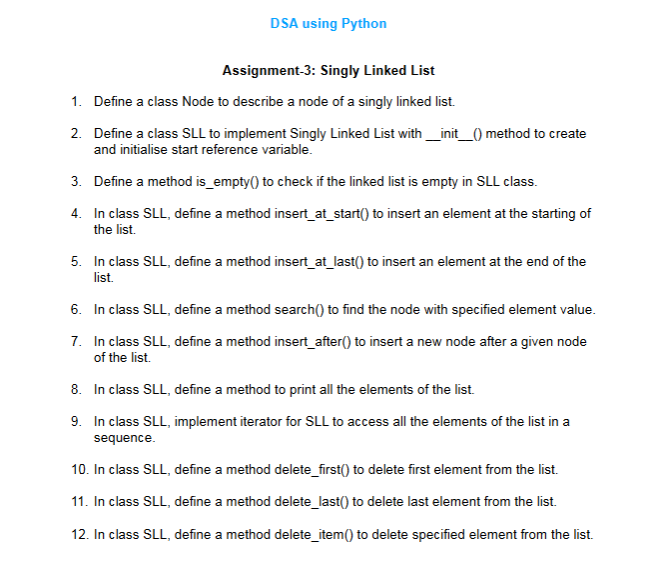 DSA using Python
Assignment-3: Singly Linked List
1. Define a class Node to describe a node of a singly linked list.
2. Define a class SLL to implement Singly Linked List with __init__() method to create
and initialise start reference variable.
3. Define a method is_empty() to check if the linked list is empty in SLL class.
4. In class SLL, define a method insert_at_start() to insert an element at the starting of
the list.
5. In class SLL, define a method insert_at_last() to insert an element at the end of the
list.
6. In class SLL, define a method search() to find the node with specified element value.
7. In class SLL, define a method insert_after() to insert a new node after a given node
of the list.
8. In class SLL, define a method to print all the elements of the list.
9. In class SLL, implement iterator for SLL to access all the elements of the list in a
sequence.
10. In class SLL, define a method delete_first() to delete first element from the list.
11. In class SLL, define a method delete_last() to delete last element from the list.
12. In class SLL, define a method delete_item() to delete specified element from the list.